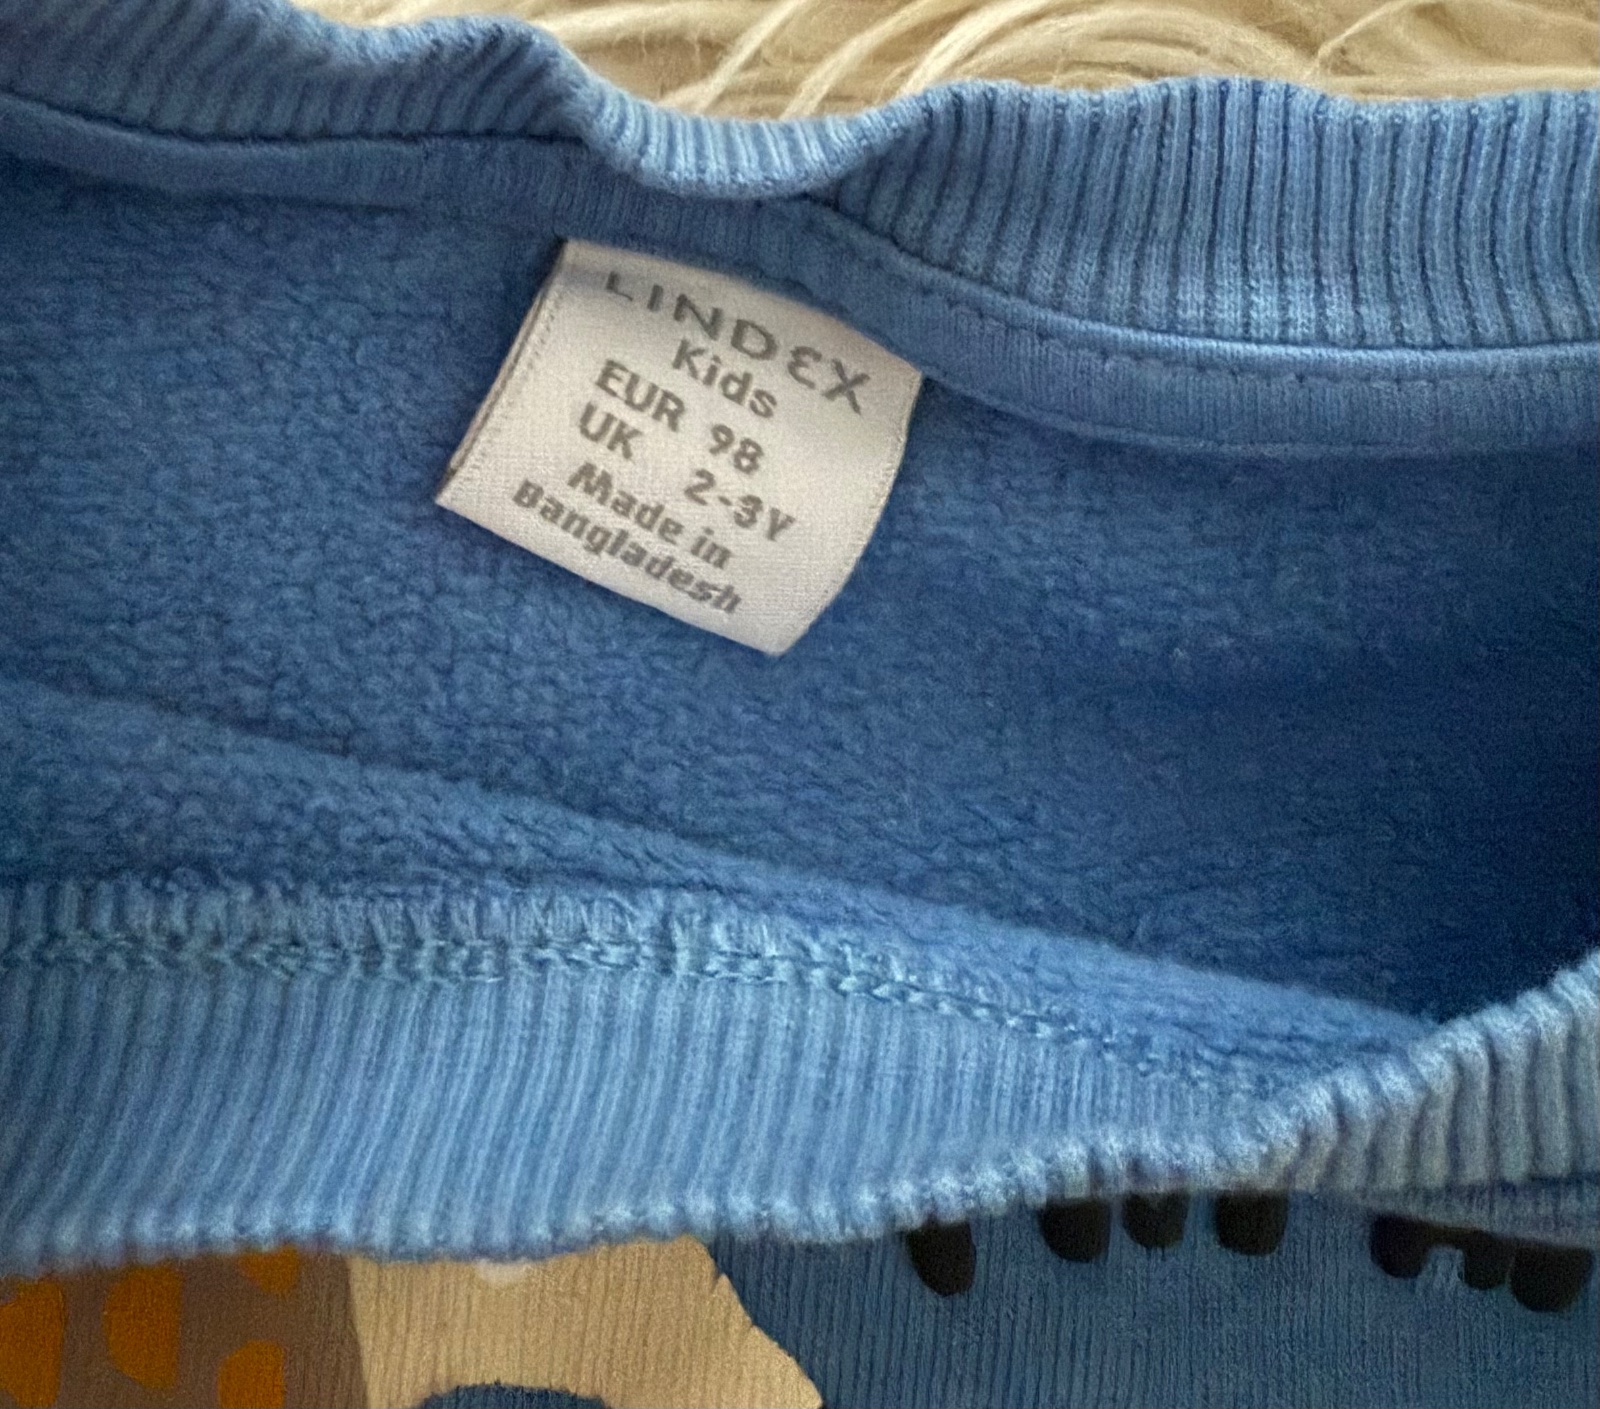 LINDEX
Kids
EUR 98
UK 2-3Y
Made in
Bangladesh